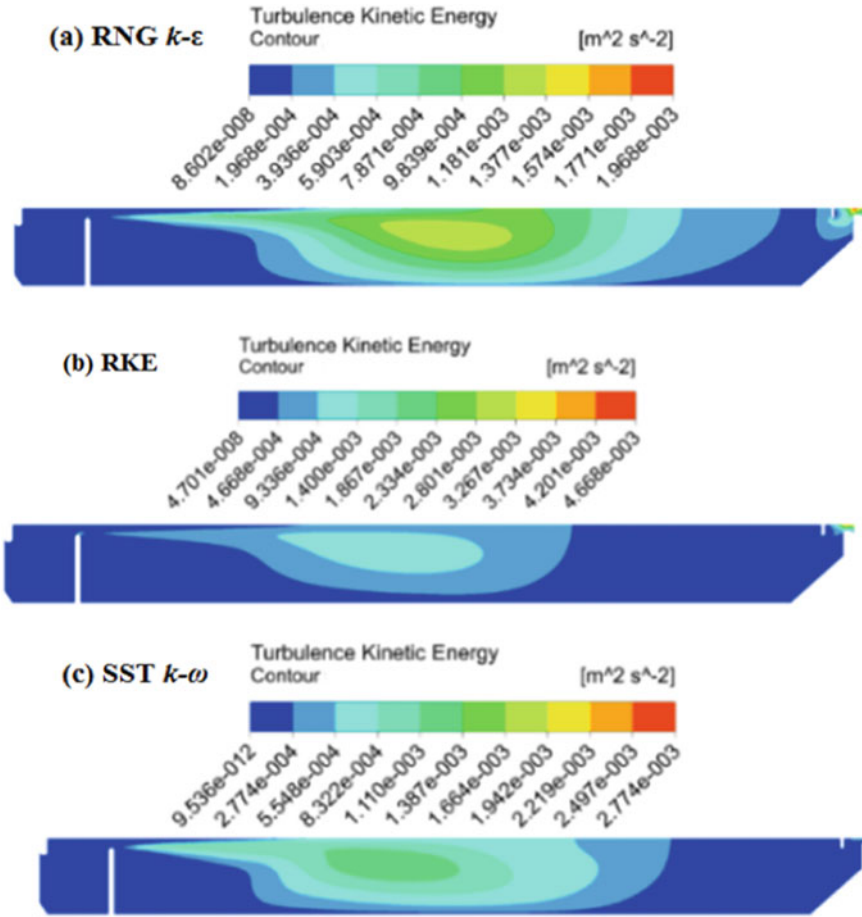 (a) RNG k-ε
Turbulence Kinetic Energy
Contour [m^2 s^-2]
8.602e-008
1.968e-004
3.936e-004
5.903e-004
7.871e-004
9.839e-004
1.181e-003
1.377e-003
1.574e-003
1.771e-003
1.968e-003
(b) RKE
Turbulence Kinetic Energy
Contour [m^2 s^-2]
4.701e-008
4.668e-004
9.336e-004
1.400e-003
1.867e-003
2.334e-003
2.801e-003
3.267e-003
3.734e-003
4.201e-003
4.668e-003
(c) SST k-ω
Turbulence Kinetic Energy
Contour [m^2 s^-2]
9.536e-012
2.774e-004
5.548e-004
8.322e-004
1.110e-003
1.387e-003
1.664e-003
1.942e-003
2.219e-003
2.497e-003
2.774e-003